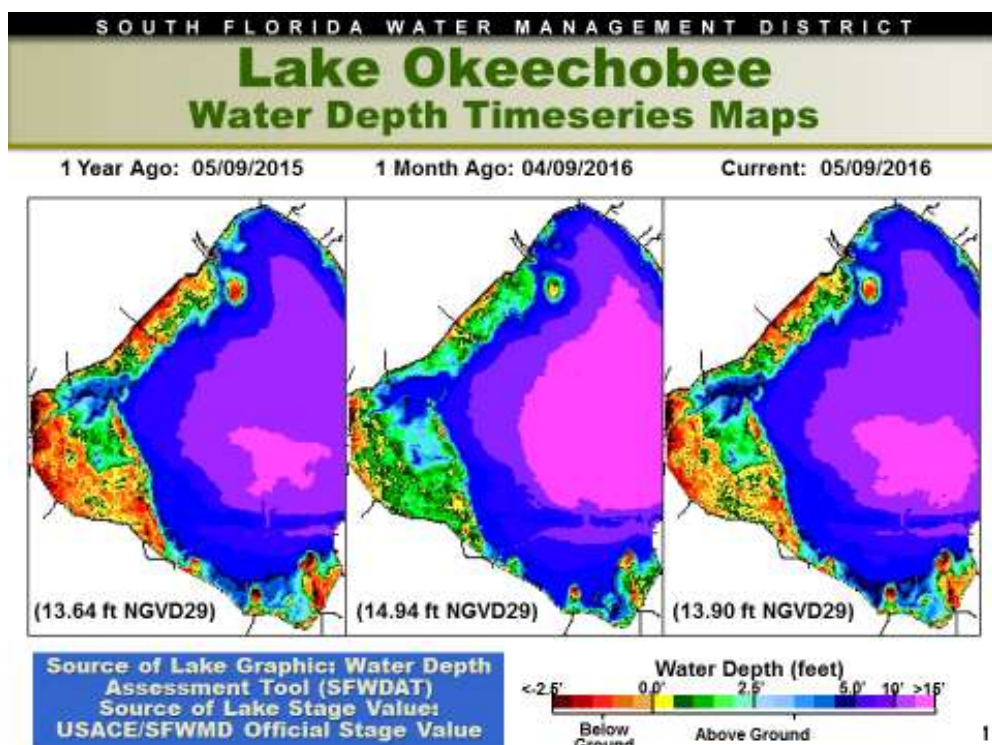 SOUTH FLORIDA WATER MANAGEMENT DISTRICT
Lake Okeechobee
Water Depth Timeseries Maps
1 Year Ago: 05/09/2015
1 Month Ago: 04/09/2016
Current: 05/09/2016
(13.64 ft NGVD29)
(14.94 ft NGVD29)
(13.90 ft NGVD29)
Source of Lake Graphic: Water Depth
Assessment Tool (SFWDAT)
Source of Lake Stage Value:
USACE/SFWMD Official Stage Value
Water Depth (feet)
<-2.5' 0.0' 2.5' 5.0' 10' >15'
Below
Ground
Above Ground
1